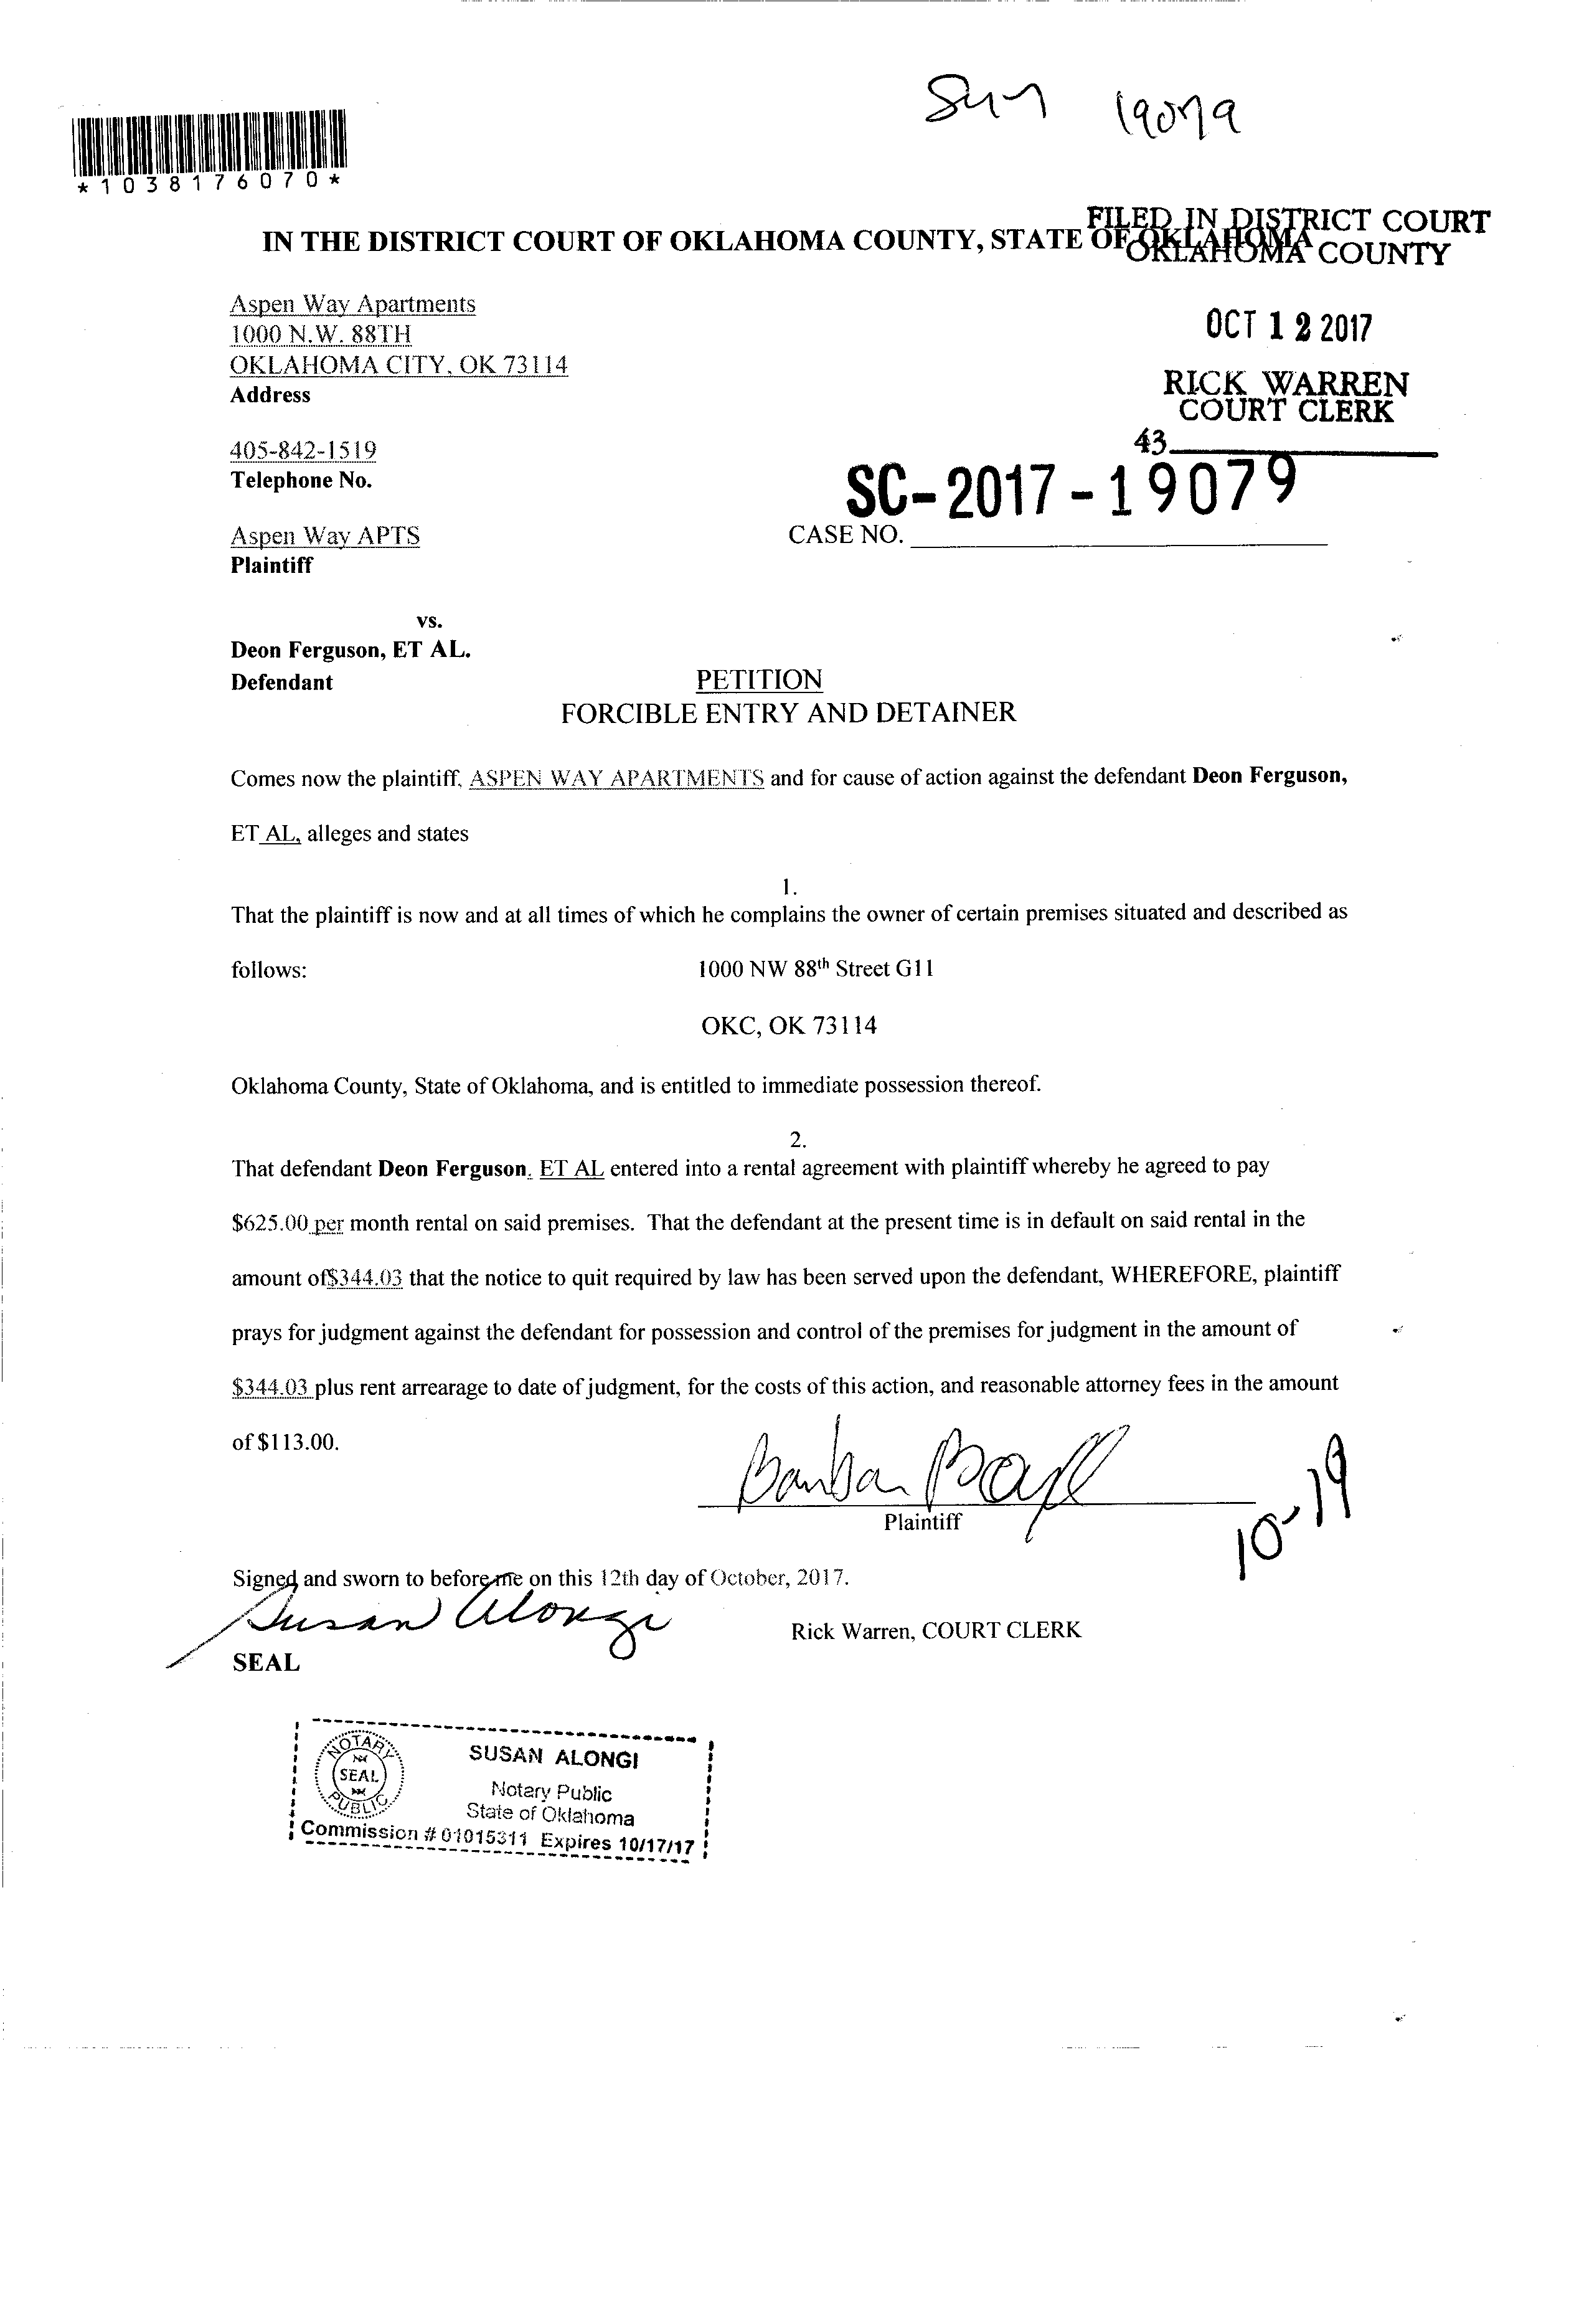 19079
*1038176070*
FILED IN DISTRICT COURT
OKLAHOMA COUNTY
IN THE DISTRICT COURT OF OKLAHOMA COUNTY, STATE OF OKLAHOMA
Aspen Way Apartments
1000 N.W. 88TH
OKLAHOMA CITY, OK 73114
Address
OCT 12 2017
RICK WARREN
COURT CLERK
43
405-842-1519
Telephone No.
SC-2017-19079
CASE NO.
Aspen Way APTS
Plaintiff
vs.
Deon Ferguson, ET AL.
Defendant
PETITION
FORCIBLE ENTRY AND DETAINER
Comes now the plaintiff, ASPEN WAY APARTMENTS and for cause of action against the defendant Deon Ferguson,
ET AL, alleges and states
1.
That the plaintiff is now and at all times of which he complains the owner of certain premises situated and described as
follows: 1000 NW 88th Street G11
OKC, OK 73114
Oklahoma County, State of Oklahoma, and is entitled to immediate possession thereof.
2.
That defendant Deon Ferguson, ET AL entered into a rental agreement with plaintiff whereby he agreed to pay
$625.00 per month rental on said premises. That the defendant at the present time is in default on said rental in the
amount of$344.03 that the notice to quit required by law has been served upon the defendant, WHEREFORE, plaintiff
prays for judgment against the defendant for possession and control of the premises for judgment in the amount of
$344.03 plus rent arrearage to date of judgment, for the costs of this action, and reasonable attorney fees in the amount
of $113.00.
Plaintiff
10-19
Signed and sworn to before me on this 12th day of October, 2017.
Susan Alongi
Rick Warren, COURT CLERK
SEAL
NOTARY
SEAL
PUBLIC
SUSAN ALONGI
Notary Public
State of Oklahoma
Commission # 01015311 Expires 10/17/17